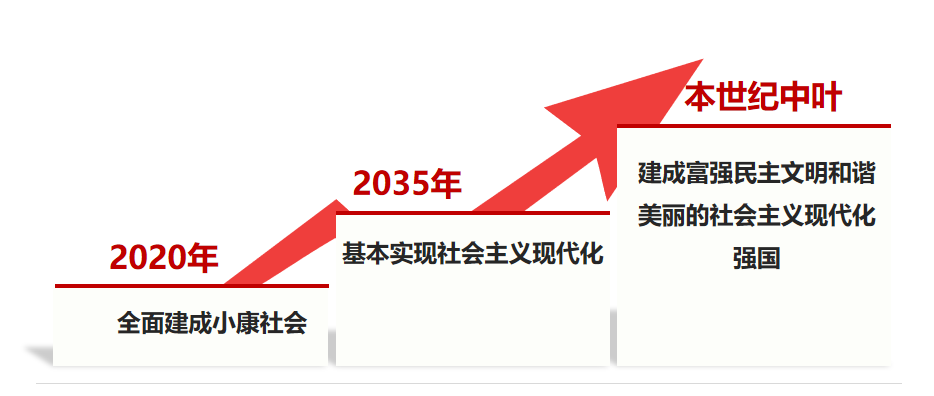 2020年
全面建成小康社会
2035年
基本实现社会主义现代化
本世纪中叶
建成富强民主文明和谐
美丽的社会主义现代化
强国